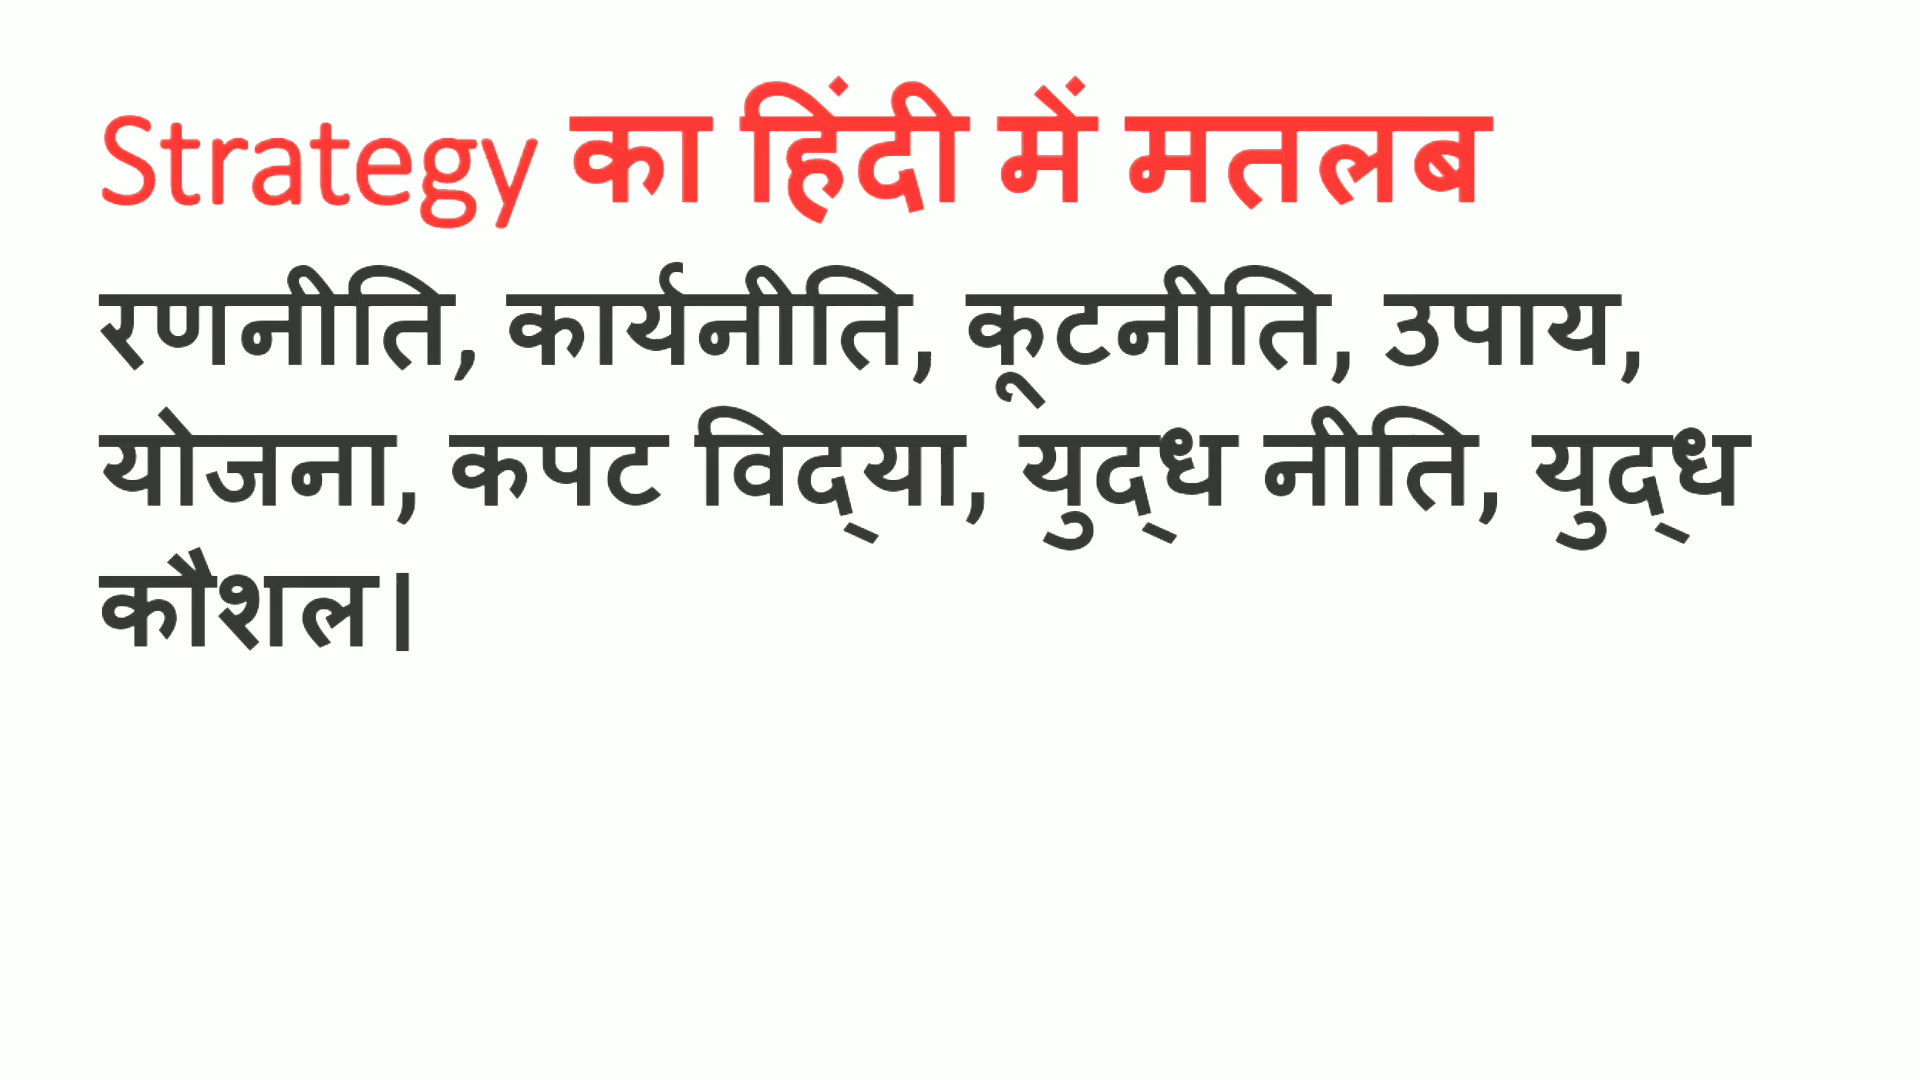 Strategy का हिंदी में मतलब
रणनीति, कार्यनीति, कूटनीति, उपाय,
योजना, कपट विद्‌या, युद्‌ध नीति, युद्‌ध
कौशल।